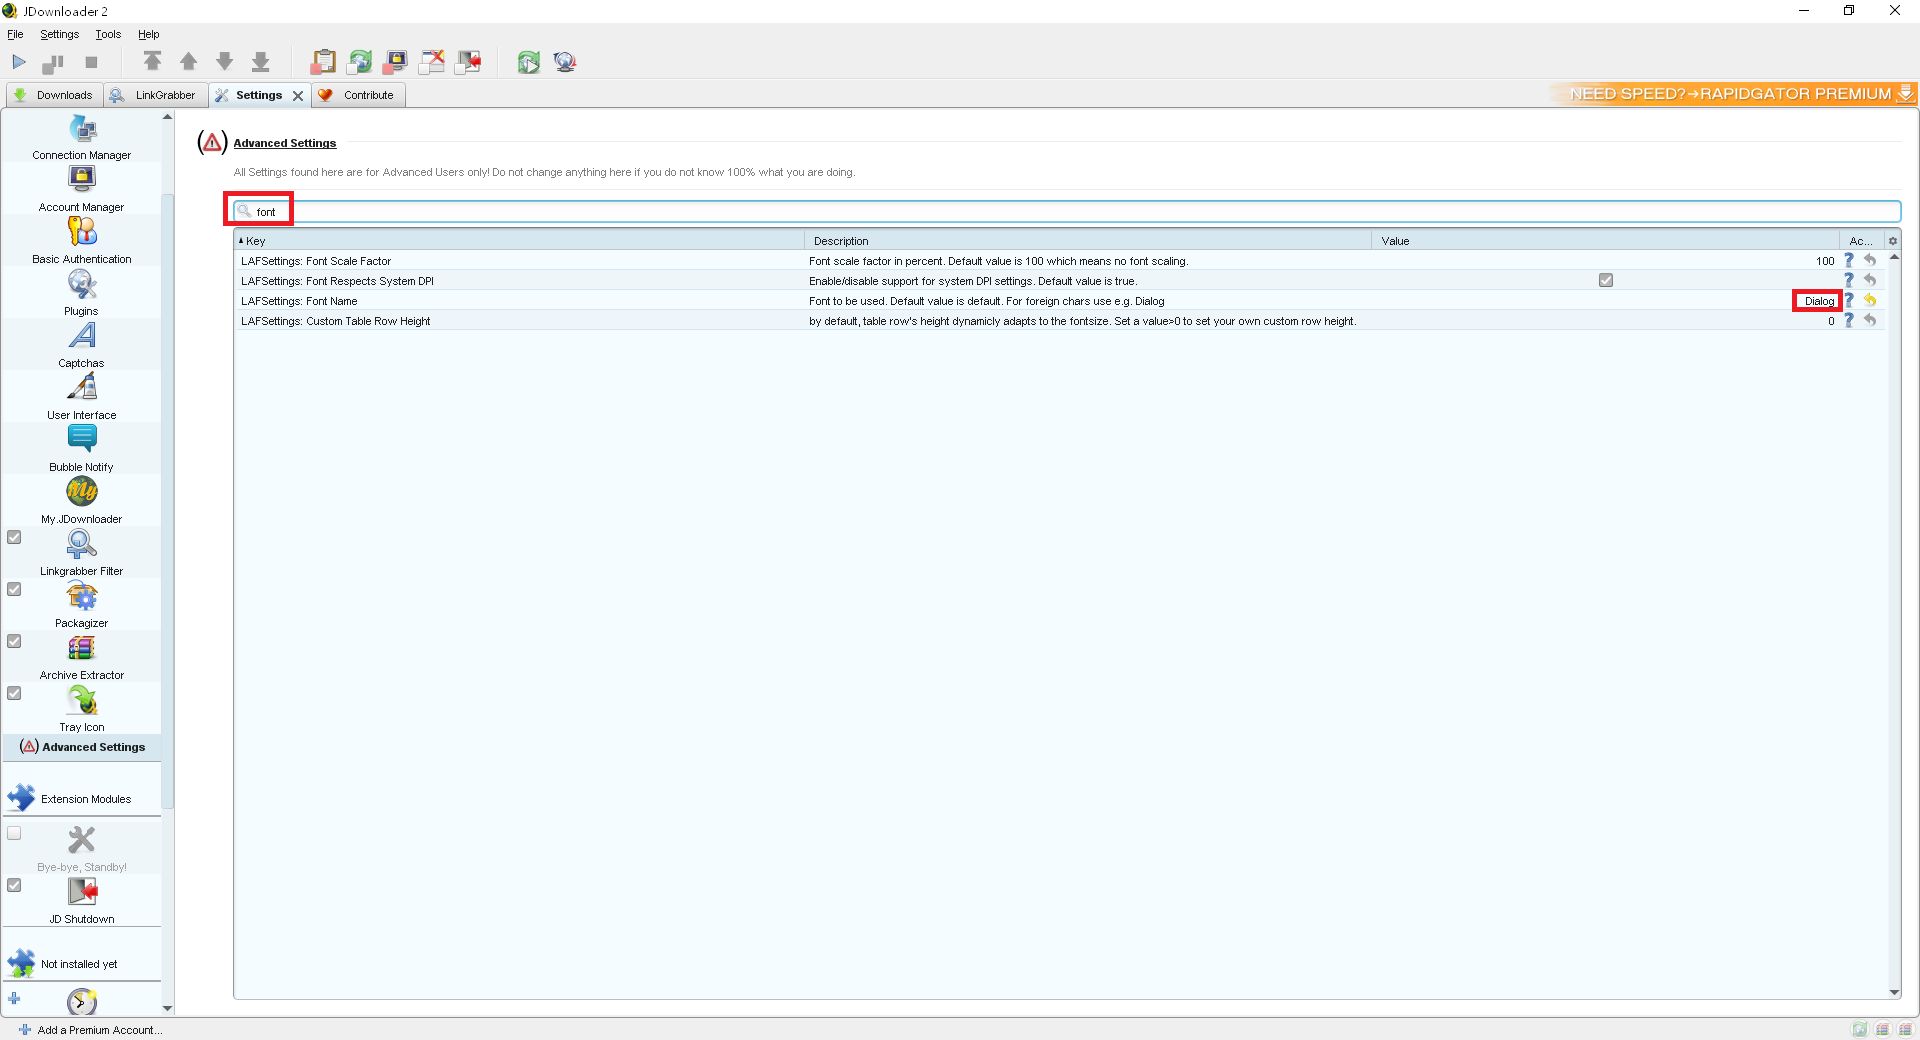 JDownloader 2
File Settings Tools Help
Downloads LinkGrabber Settings Contribute NEED SPEED?→RAPIDGATOR PREMIUM
Connection Manager
Account Manager
Basic Authentication
Plugins
Captchas
User Interface
Bubble Notify
My
My.JDownloader
Linkgrabber Filter
Packagizer
Archive Extractor
Tray Icon
Advanced Settings
Extension Modules
Bye-bye, Standby!
JD Shutdown
Not installed yet
Advanced Settings
All Settings found here are for Advanced Users only! Do not change anything here if you do not know 100% what you are doing.
font
Key Description Value Ac...
LAFSettings: Font Scale Factor Font scale factor in percent. Default value is 100 which means no font scaling. 100
LAFSettings: Font Respects System DPI Enable/disable support for system DPI settings. Default value is true.
LAFSettings: Font Name Font to be used. Default value is default. For foreign chars use e.g. Dialog Dialog
LAFSettings: Custom Table Row Height by default, table row's height dynamicly adapts to the fontsize. Set a value>0 to set your own custom row height. 0
Add a Premium Account...